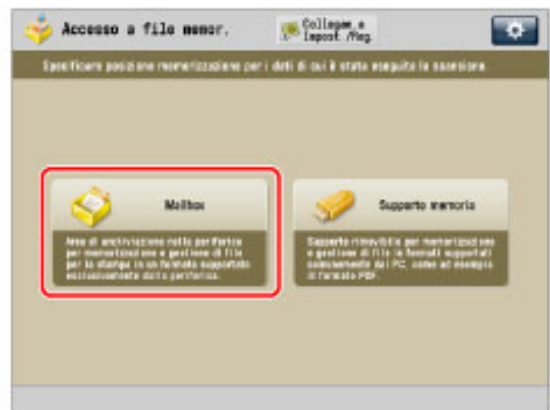 Accesso a file memor.
Collegam. a
Impost./Reg.
Specificare posizione memorizzazione per i dati di cui è stata eseguita la scansione.
Mailbox
Area di archiviazione nella periferica
per memorizzazione e gestione di file
per la stampa in un formato supportato
esclusivamente dalla periferica.
Supporto memoria
Supporto rimovibile per memorizzazione
e gestione di file in formati supportati
comunemente dai PC, come ad esempio
il formato PDF.